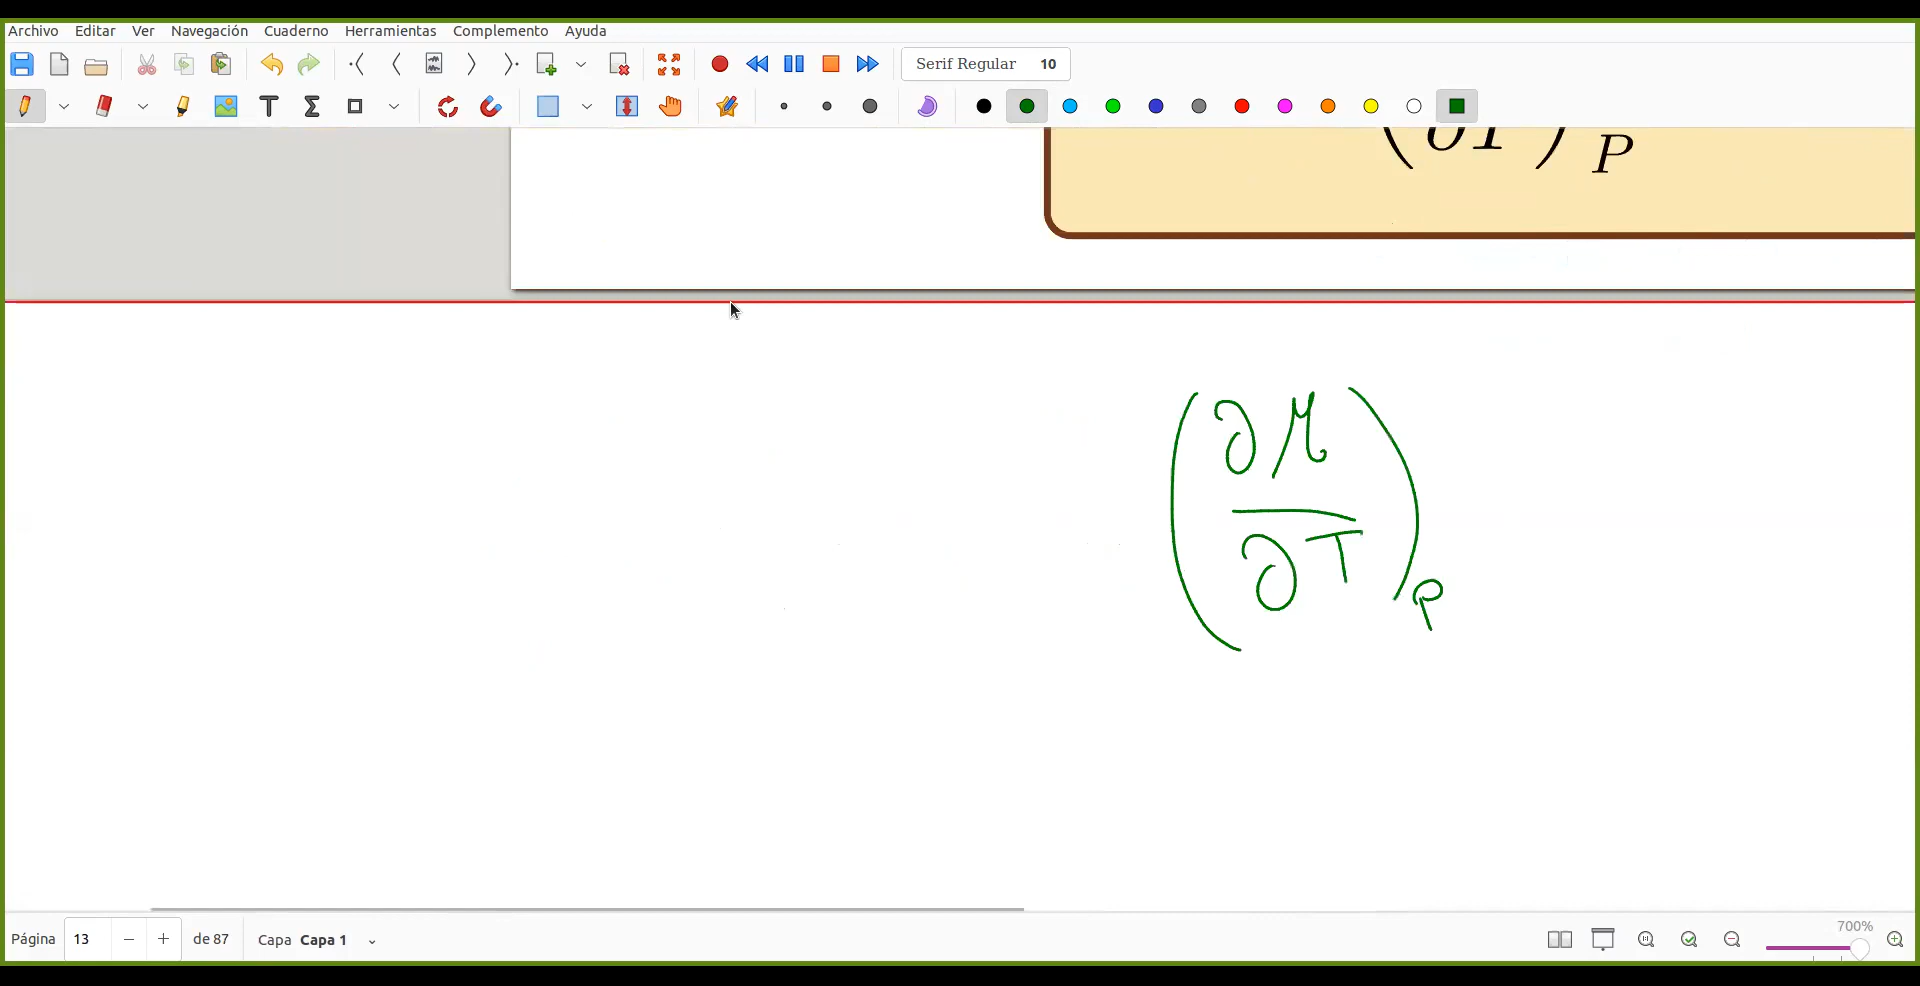 Archivo Editar Ver Navegación Cuaderno Herramientas Complemento Ayuda
Serif Regular 10
P
(∂μ/∂T)P
Página 13 de 87 Capa Capa 1
700%